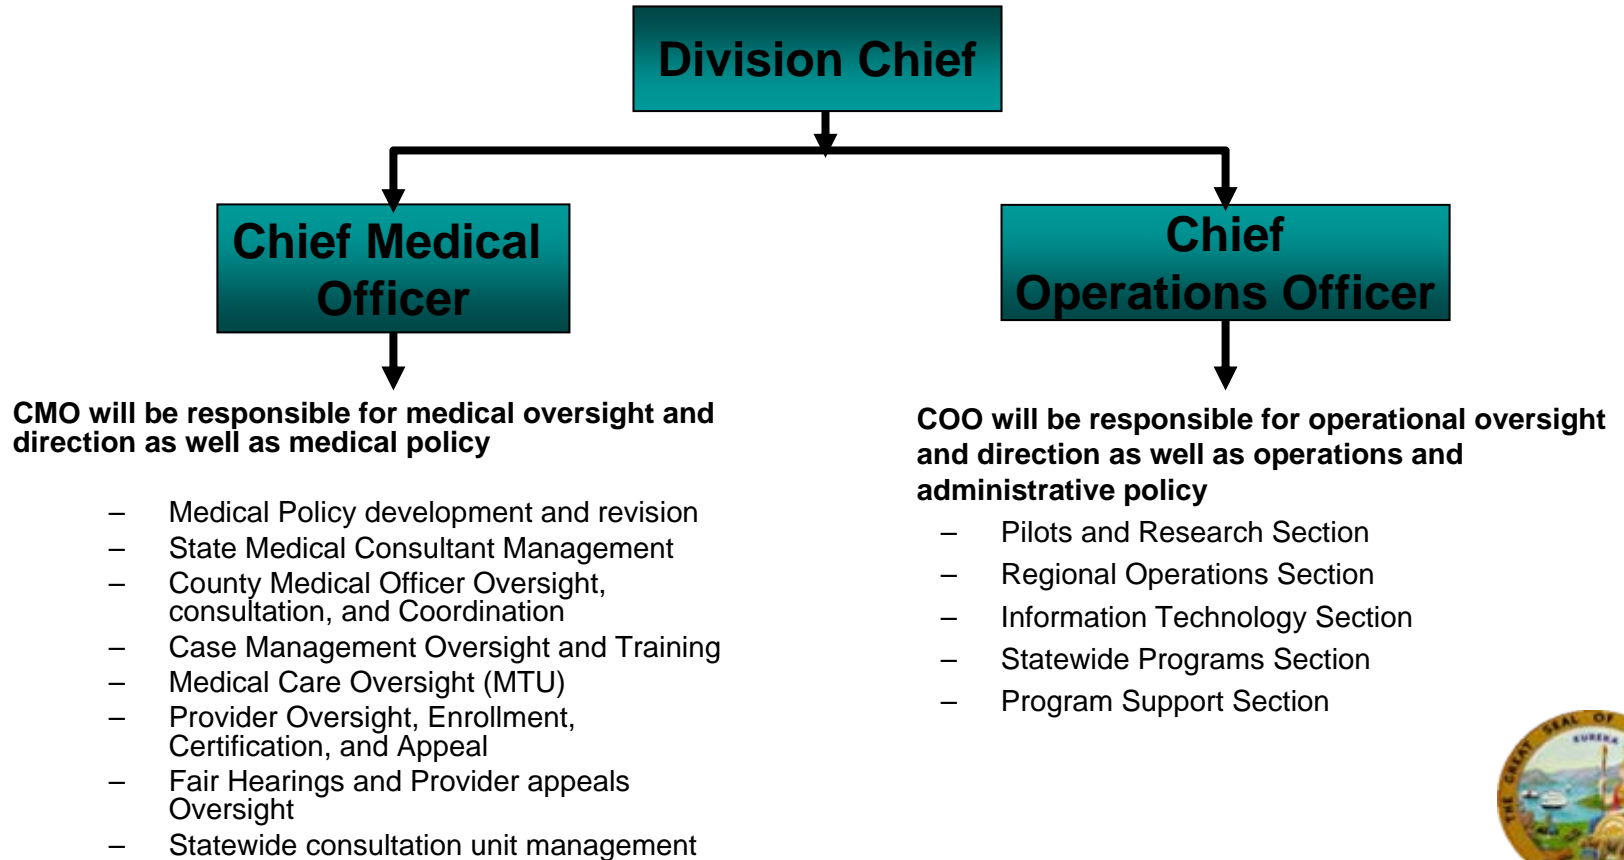 Division Chief
Chief Medical
Officer
CMO will be responsible for medical oversight and
direction as well as medical policy
– Medical Policy development and revision
– State Medical Consultant Management
– County Medical Officer Oversight,
consultation, and Coordination
– Case Management Oversight and Training
– Medical Care Oversight (MTU)
– Provider Oversight, Enrollment,
Certification, and Appeal
– Fair Hearings and Provider appeals
Oversight
– Statewide consultation unit management
Chief
Operations Officer
COO will be responsible for operational oversight
and direction as well as operations and
administrative policy
– Pilots and Research Section
– Regional Operations Section
– Information Technology Section
– Statewide Programs Section
– Program Support Section
THE GREAT SEAL OF
EUREKA